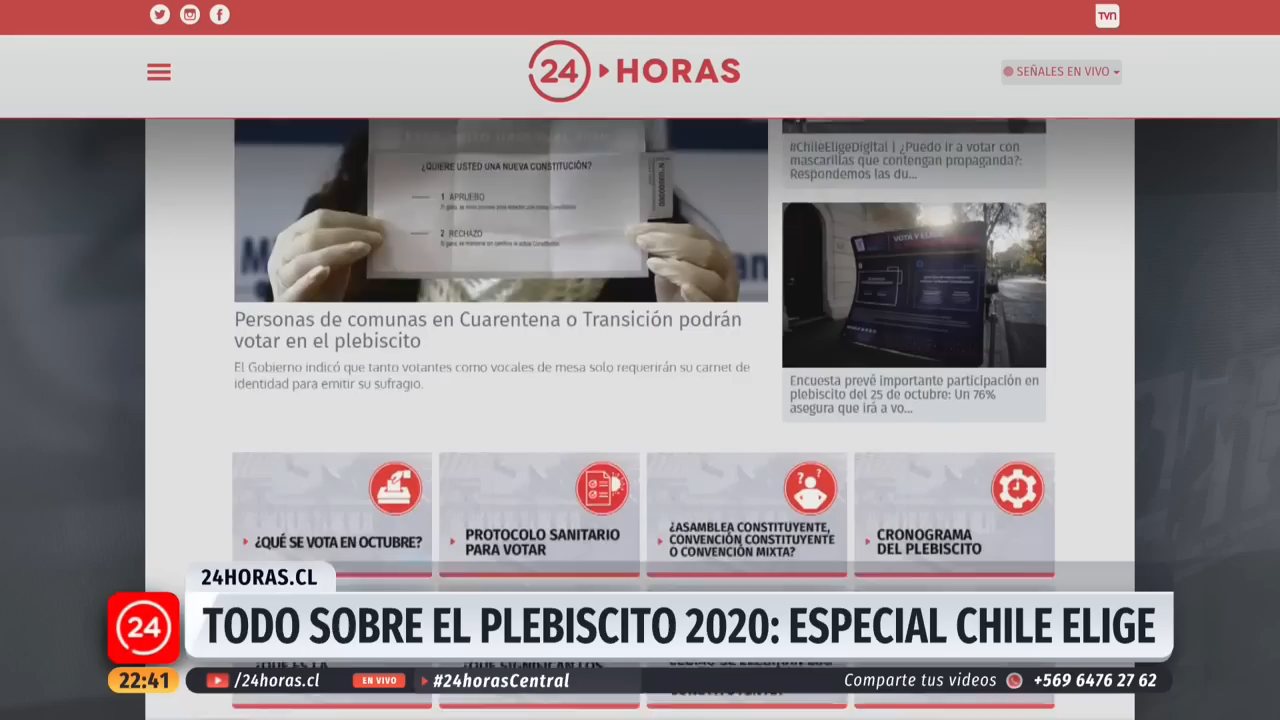 TVN
24 HORAS
SEÑALES EN VIVO
¿QUIERE USTED UNA NUEVA CONSTITUCIÓN?
1 APRUEBO
2 RECHAZO
#ChileEligeDigital | ¿Puedo ir a votar con
mascarillas que contengan propaganda?:
Respondemos las du...
VOTA Y ELIGE
Personas de comunas en Cuarentena o Transición podrán
votar en el plebiscito
El Gobierno indicó que tanto votantes como vocales de mesa solo requerirán su carnet de
identidad para emitir su sufragio.
Encuesta prevé importante participación en
plebiscito del 25 de octubre: Un 76%
asegura que irá a vo...
¿QUÉ SE VOTA EN OCTUBRE?
PROTOCOLO SANITARIO
PARA VOTAR
¿ASAMBLEA CONSTITUYENTE,
CONVENCIÓN CONSTITUYENTE
O CONVENCIÓN MIXTA?
CRONOGRAMA
DEL PLEBISCITO
24HORAS.CL
24
TODO SOBRE EL PLEBISCITO 2020: ESPECIAL CHILE ELIGE
22:41
/24horas.cl
EN VIVO
#24horasCentral
Comparte tus videos
+569 6476 27 62